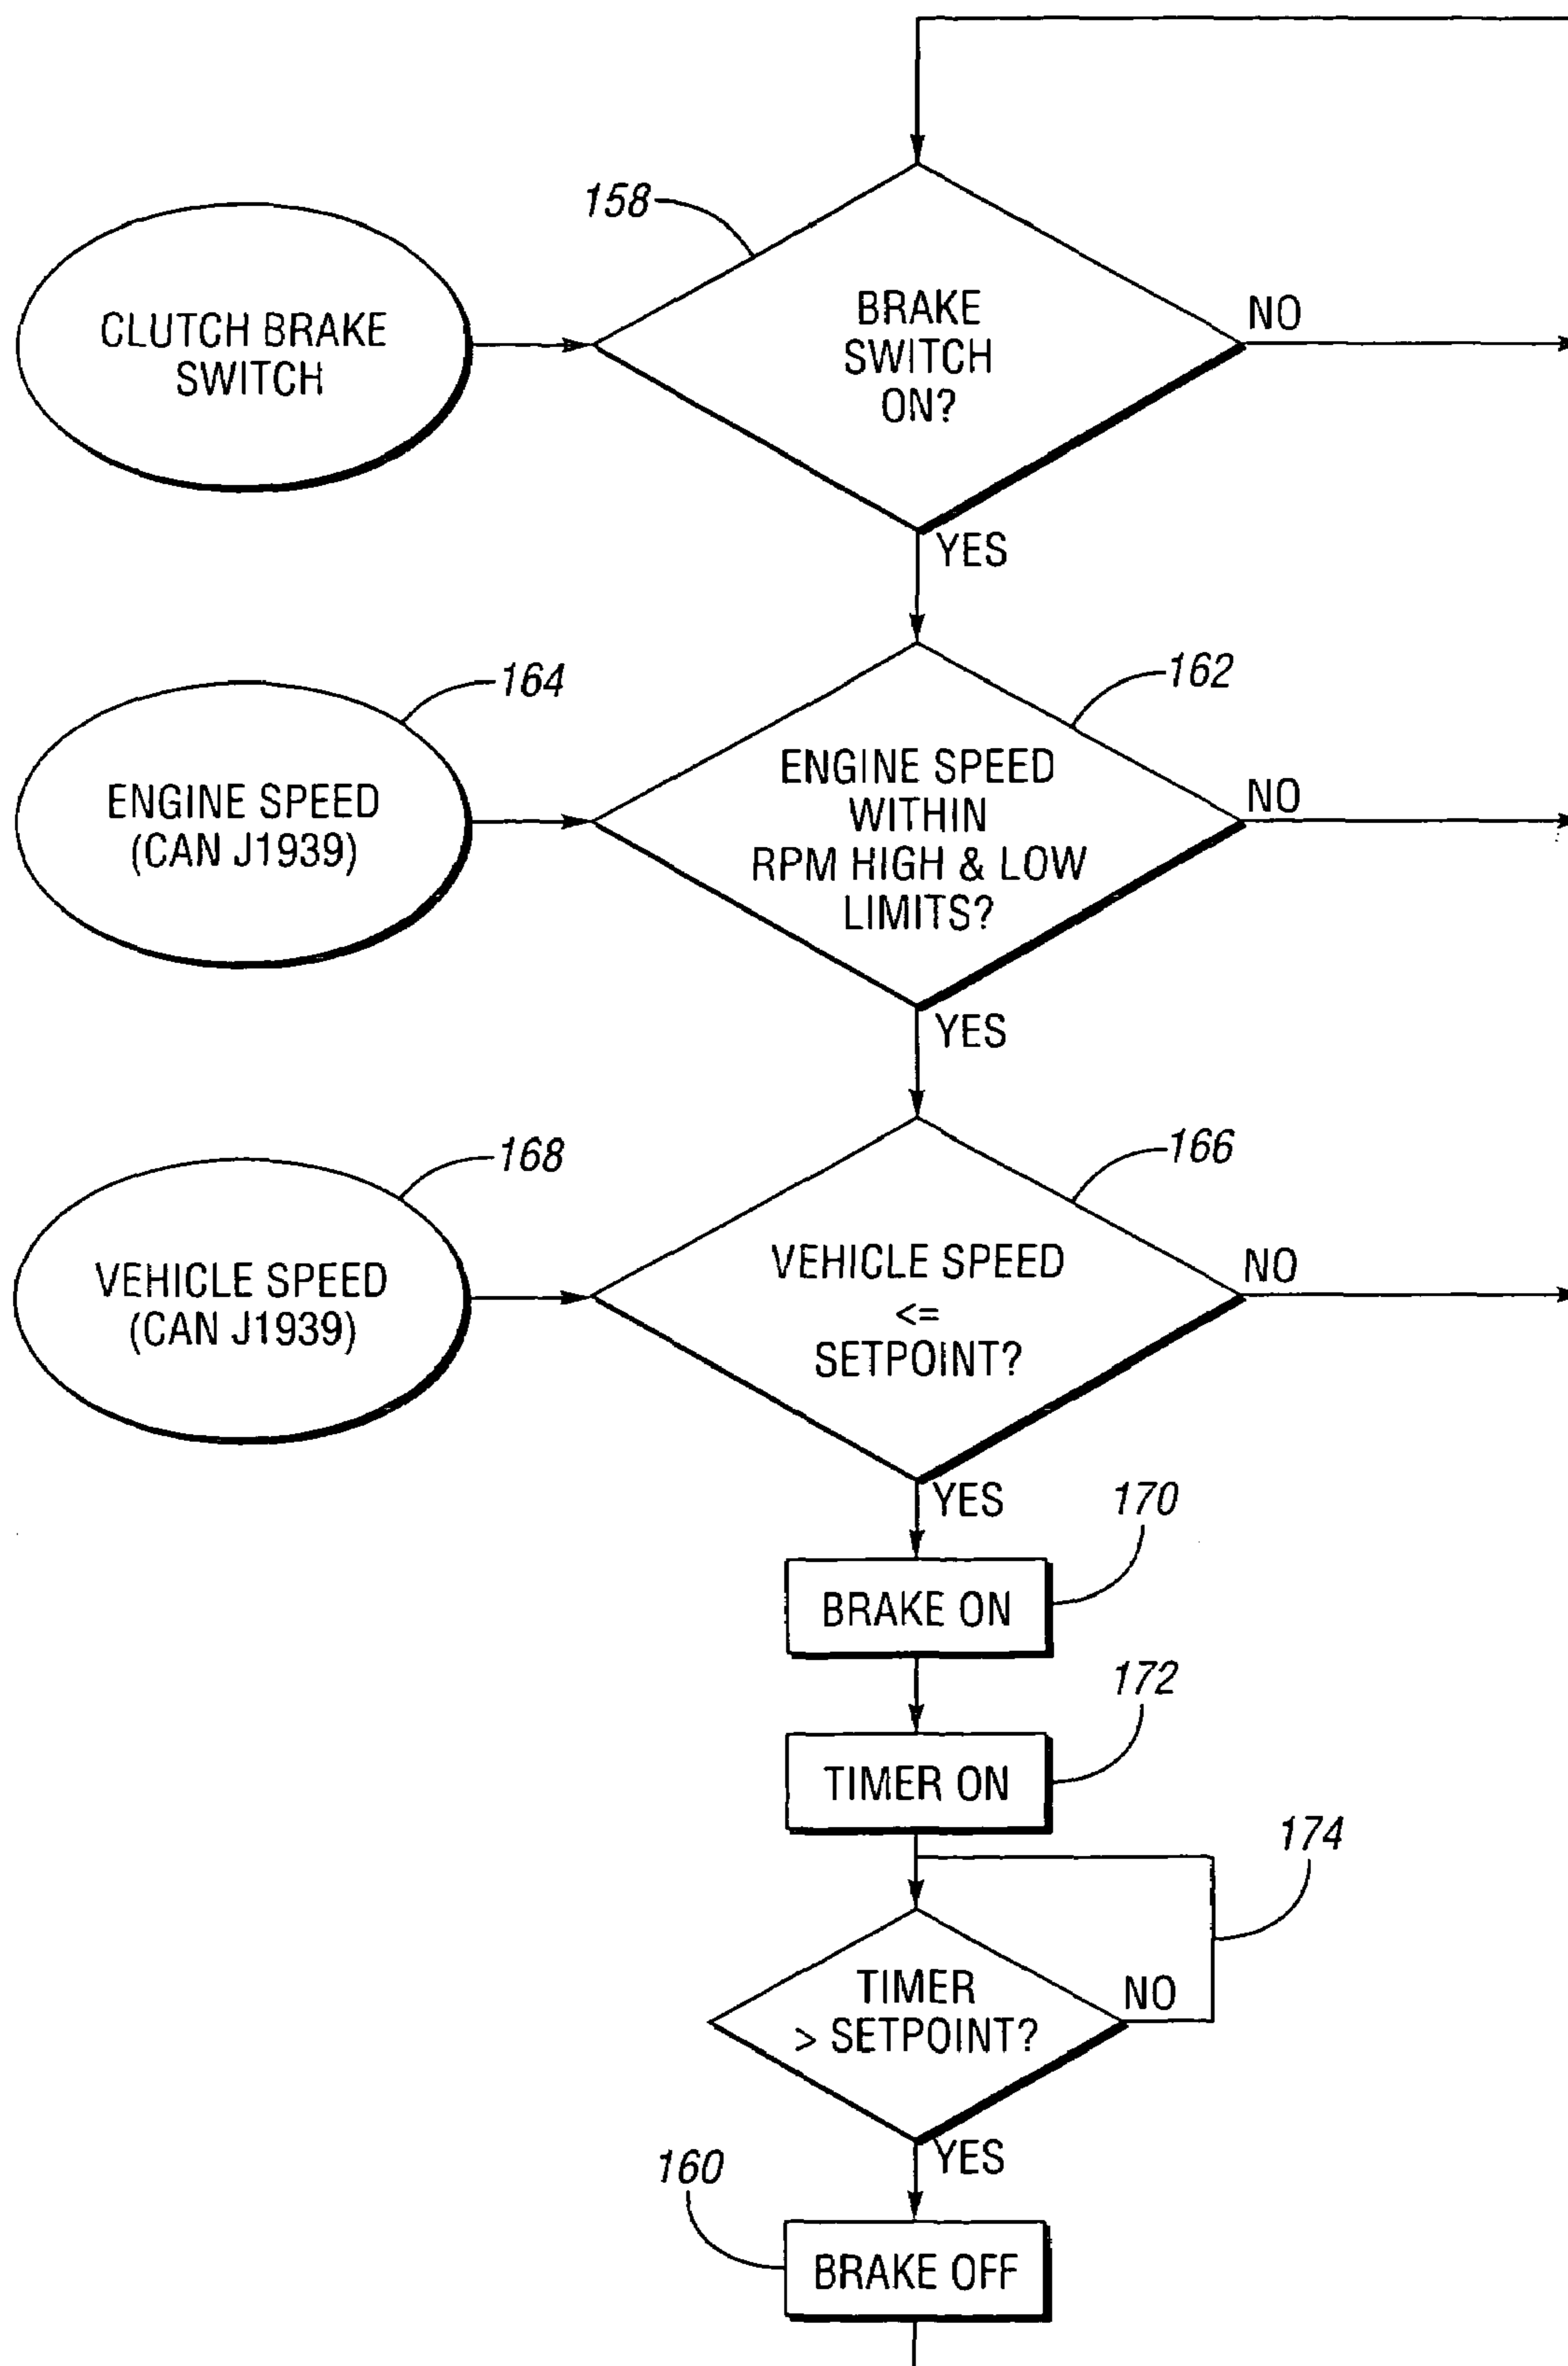 158
CLUTCH BRAKE
SWITCH
BRAKE
SWITCH
ON?
NO
YES
164
162
ENGINE SPEED
(CAN J1939)
ENGINE SPEED
WITHIN
RPM HIGH & LOW
LIMITS?
NO
YES
168
166
VEHICLE SPEED
(CAN J1939)
VEHICLE SPEED
<=
SETPOINT?
NO
YES
170
BRAKE ON
172
TIMER ON
174
TIMER
> SETPOINT?
NO
YES
160
BRAKE OFF